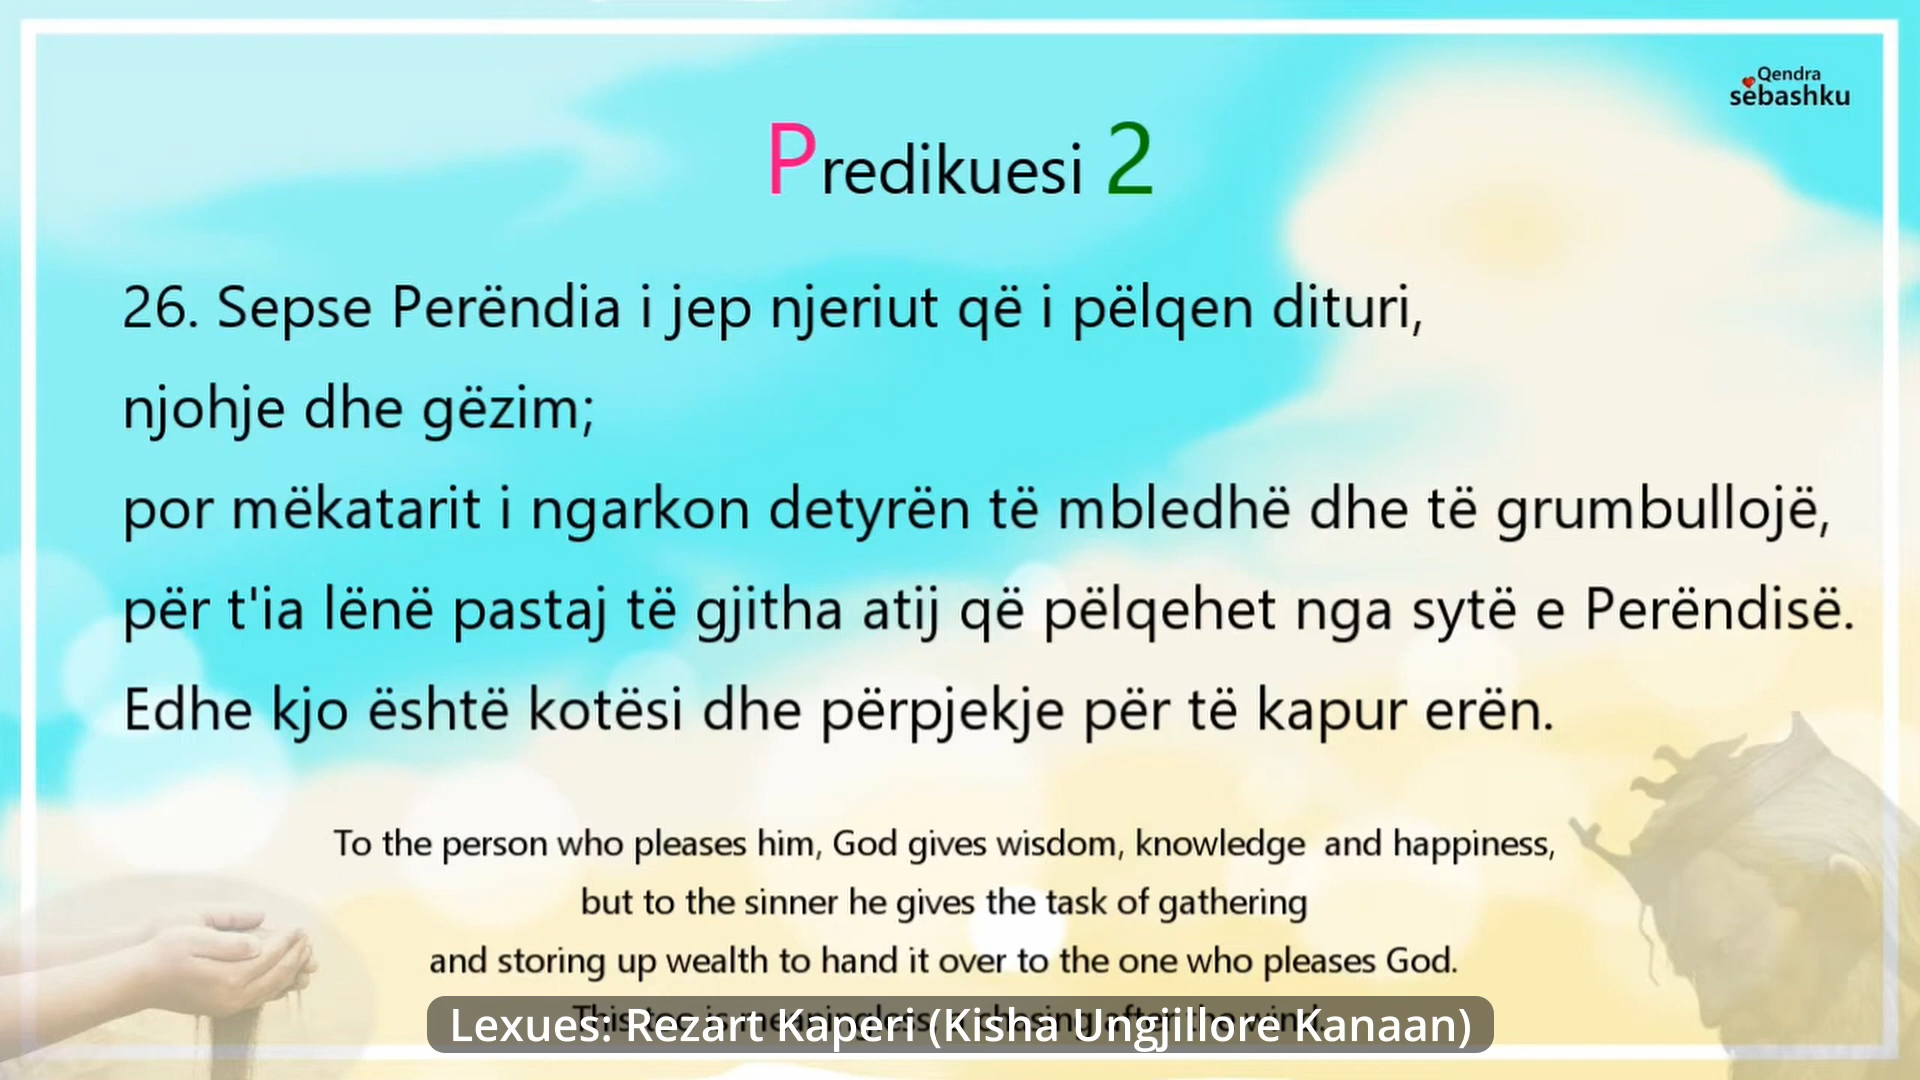 Qendra
sëbashku
Predikuesi 2
26. Sepse Perëndia i jep njeriut që i pëlqen dituri,
njohje dhe gëzim;
por mëkatarit i ngarkon detyrën të mbledhë dhe të grumbullojë,
për t'ia lënë pastaj të gjitha atij që pëlqehet nga sytë e Perëndisë.
Edhe kjo është kotësi dhe përpjekje për të kapur erën.
To the person who pleases him, God gives wisdom, knowledge and happiness,
but to the sinner he gives the task of gathering
and storing up wealth to hand it over to the one who pleases God.
Lexues: Rezart Kaperi (Kisha Ungjillore Kanaan)